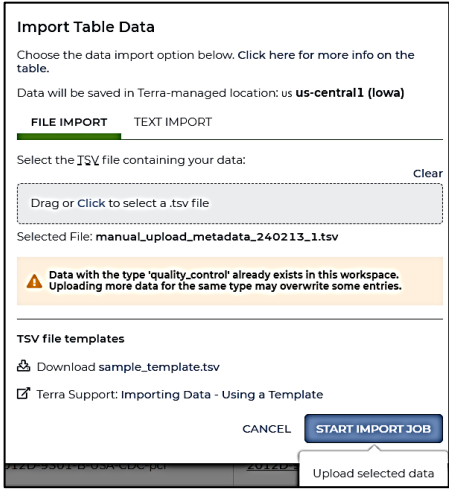 Import Table Data
Choose the data import option below. Click here for more info on the
table.
Data will be saved in Terra-managed location: us us-central1 (Iowa)
FILE IMPORT TEXT IMPORT
Select the TSV file containing your data:
Clear
Drag or Click to select a .tsv file
Selected File: manual_upload_metadata_240213_1.tsv
Data with the type 'quality_control' already exists in this workspace.
Uploading more data for the same type may overwrite some entries.
TSV file templates
Download sample_template.tsv
Terra Support: Importing Data - Using a Template
CANCEL START IMPORT JOB
Upload selected data